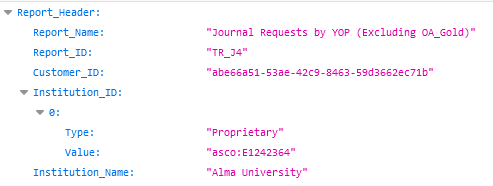 Report_Header:
Report_Name: "Journal Requests by YOP (Excluding OA_Gold)"
Report_ID: "TR_J4"
Customer_ID: "abe66a51-53ae-42c9-8463-59d3662ec71b"
Institution_ID:
0:
Type: "Proprietary"
Value: "asco:E1242364"
Institution_Name: "Alma University"